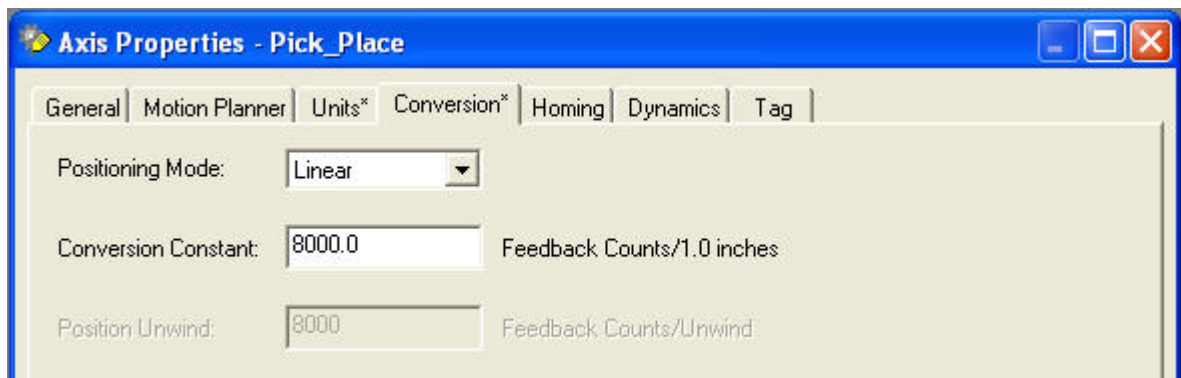 Axis Properties - Pick_Place
General Motion Planner Units* Conversion* Homing Dynamics Tag
Positioning Mode: Linear
Conversion Constant: 8000.0 Feedback Counts/1.0 inches
Position Unwind: 8000 Feedback Counts/Unwind